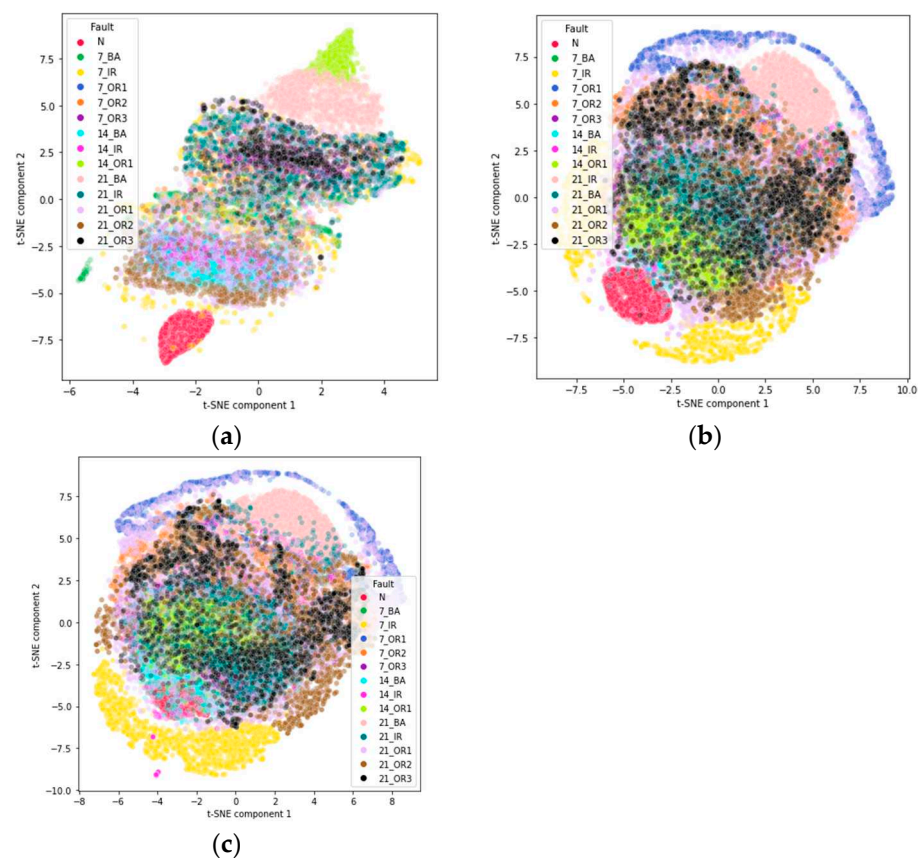 Fault
N
7_BA
7_IR
7_OR1
7_OR2
7_OR3
14_BA
14_IR
14_OR1
21_BA
21_IR
21_OR1
21_OR2
21_OR3
7.5
5.0
2.5
0.0
−2.5
−5.0
−7.5
t-SNE component 2
−6
−4
−2
0
2
4
t-SNE component 1
(a)
Fault
N
7_BA
7_IR
7_OR1
7_OR2
7_OR3
14_BA
14_IR
14_OR1
21_IR
21_BA
21_OR1
21_OR2
21_OR3
7.5
5.0
2.5
0.0
−2.5
−5.0
−7.5
t-SNE component 2
−7.5
−5.0
−2.5
0.0
2.5
5.0
7.5
10.0
t-SNE component 1
(b)
7.5
5.0
2.5
0.0
−2.5
−5.0
−7.5
−10.0
t-SNE component 2
Fault
N
7_BA
7_IR
7_OR1
7_OR2
7_OR3
14_BA
14_IR
14_OR1
21_BA
21_IR
21_OR1
21_OR2
21_OR3
−8
−6
−4
−2
0
2
4
6
8
t-SNE component 1
(c)